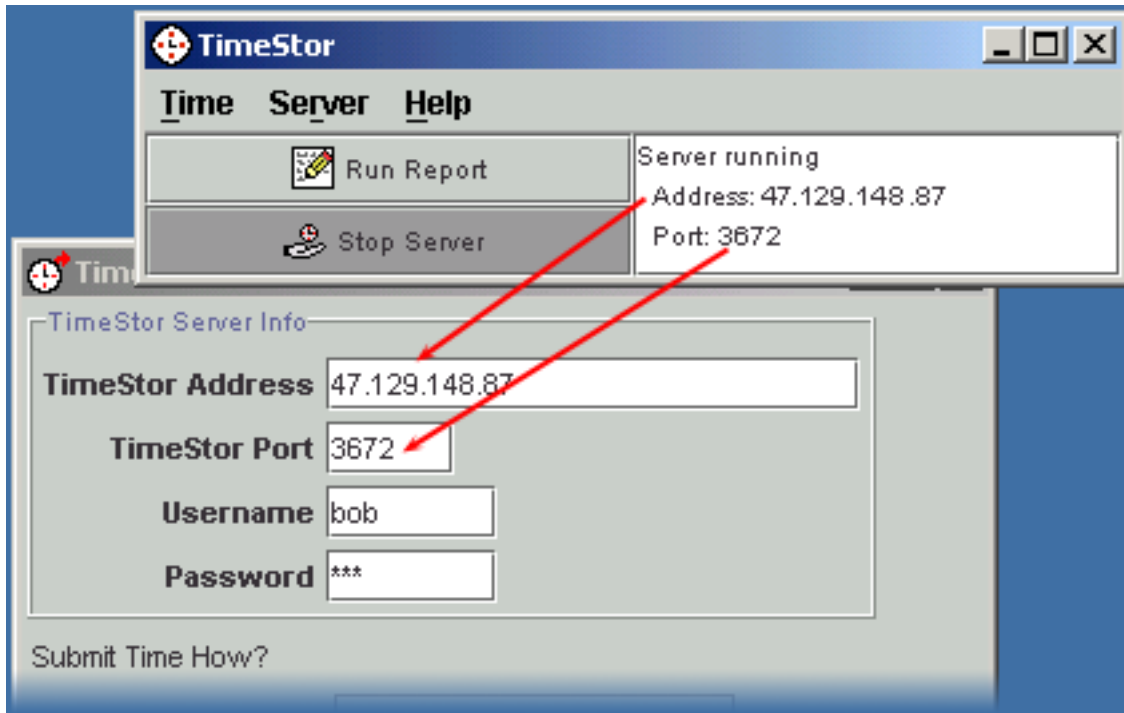 TimeStor
Time Server Help
Run Report
Stop Server
Server running
Address: 47.129.148.87
Port: 3672
TimeStor Server Info
TimeStor Address 47.129.148.87
TimeStor Port 3672
Username bob
Password ***
Submit Time How?